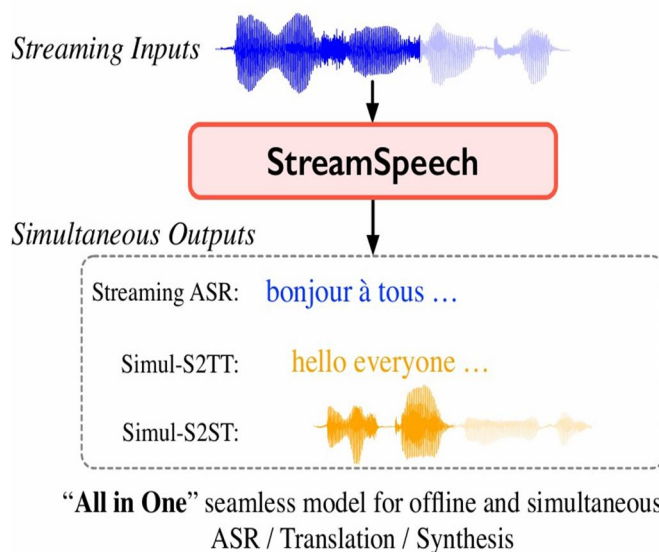 Streaming Inputs
StreamSpeech
Simultaneous Outputs
Streaming ASR: bonjour à tous …
Simul-S2TT: hello everyone …
Simul-S2ST:
“All in One” seamless model for offline and simultaneous
ASR / Translation / Synthesis